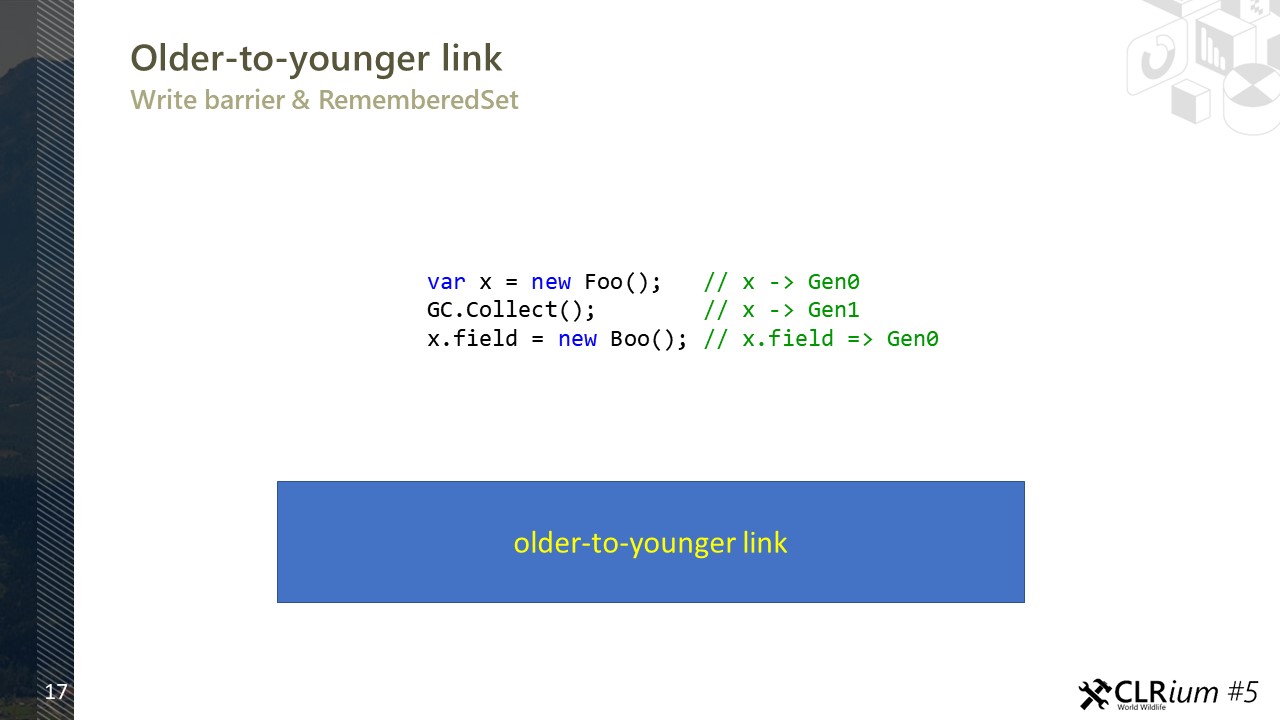 Older-to-younger link
Write barrier & RememberedSet
var x = new Foo();   // x -> Gen0
GC.Collect();        // x -> Gen1
x.field = new Boo(); // x.field => Gen0
older-to-younger link
17
CLRium #5
World Wildlife